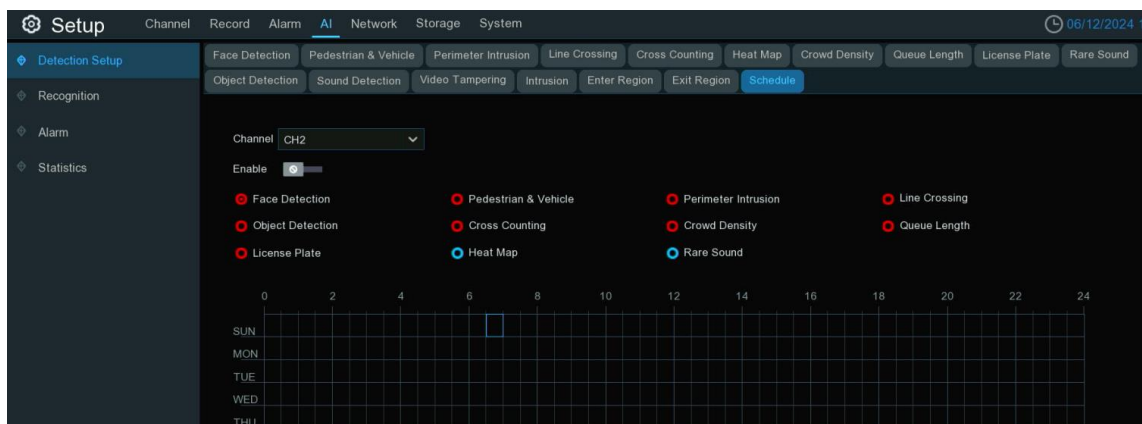 Setup Channel Record Alarm AI Network Storage System 06/12/2024
Detection Setup
Recognition
Alarm
Statistics
Face Detection Pedestrian & Vehicle Perimeter Intrusion Line Crossing Cross Counting Heat Map Crowd Density Queue Length License Plate Rare Sound
Object Detection Sound Detection Video Tampering Intrusion Enter Region Exit Region Schedule
Channel CH2
Enable
Face Detection Pedestrian & Vehicle Perimeter Intrusion Line Crossing
Object Detection Cross Counting Crowd Density Queue Length
License Plate Heat Map Rare Sound
0 2 4 6 8 10 12 14 16 18 20 22 24
SUN
MON
TUE
WED
THU